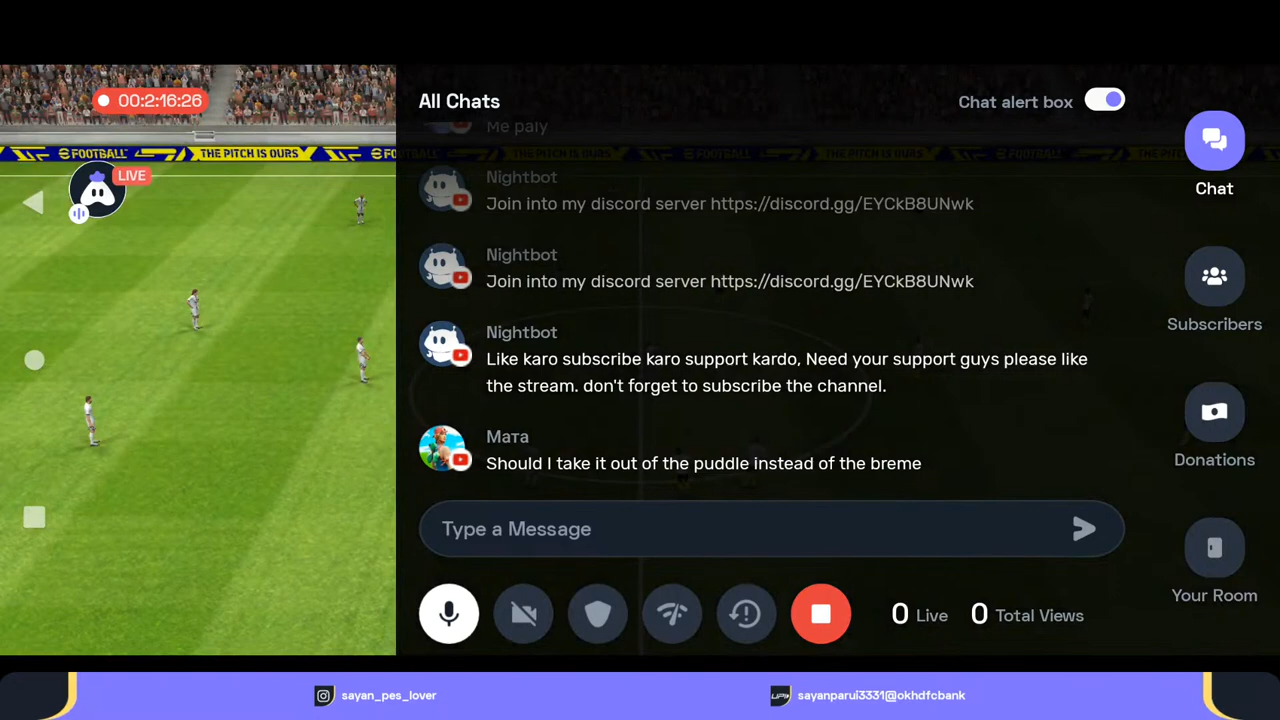 00:2:16:26
All Chats
Chat alert box
Me paly
EFOOTBALL
THE PITCH IS OURS
LIVE
Nightbot
Join into my discord server https://discord.gg/EYCkB8UNwk
Nightbot
Join into my discord server https://discord.gg/EYCkB8UNwk
Nightbot
Like karo subscribe karo support kardo, Need your support guys please like
the stream. don't forget to subscribe the channel.
Мата
Should I take it out of the puddle instead of the breme
Type a Message
0 Live 0 Total Views
Chat
Subscribers
Donations
Your Room
sayan_pes_lover
UPI
sayanparui3331@okhdfcbank